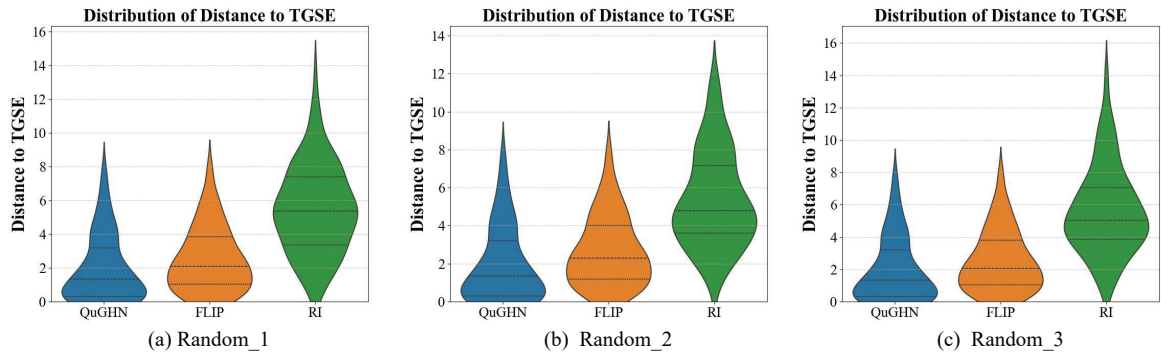 Distribution of Distance to TGSE
Distance to TGSE
16
14
12
10
8
6
4
2
0
QuGHN FLIP RI
(a) Random_1
Distribution of Distance to TGSE
Distance to TGSE
14
12
10
8
6
4
2
0
QuGHN FLIP RI
(b) Random_2
Distribution of Distance to TGSE
Distance to TGSE
16
14
12
10
8
6
4
2
0
QuGHN FLIP RI
(c) Random_3